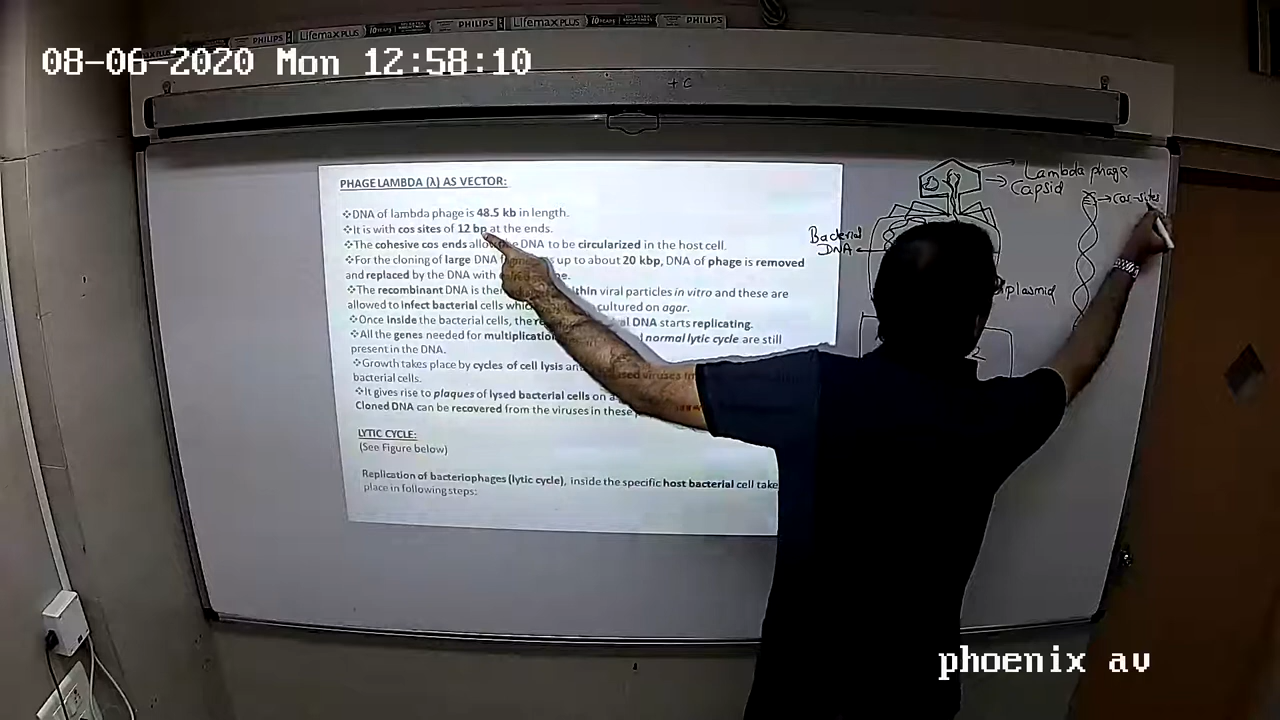 PHILIPS Lifemax PLUS 10 PHILIPS
PHILIPS Lifemax PLUS
08-06-2020 Mon 12:58:10
+ C
PHAGE LAMBDA (λ) AS VECTOR:
❖DNA of lambda phage is 48.5 kb in length.
❖It is with cos sites of 12 bp at the ends.
❖The cohesive cos ends allow the DNA to be circularized in the host cell.
❖For the cloning of large DNA up to about 20 kbp, DNA of phage is removed
and replaced by the DNA with
❖The recombinant DNA is then within viral particles in vitro and these are
allowed to infect bacterial cells cultured on agar.
❖Once inside the bacterial cells, the DNA starts replicating.
❖All the genes needed for normal lytic cycle are still
present in the DNA.
❖Growth takes place by cycles of cell lysis viruses
bacterial cells.
❖It gives rise to plaques of lysed bacterial cells on
Cloned DNA can be recovered from the viruses in these
LYTIC CYCLE:
(See Figure below)
Replication of bacteriophages (lytic cycle), inside the specific host bacterial cell take
place in following steps:
Lambda phage
Capsid
Cos-sites
Bacterial
DNA
plasmid
phoenix av